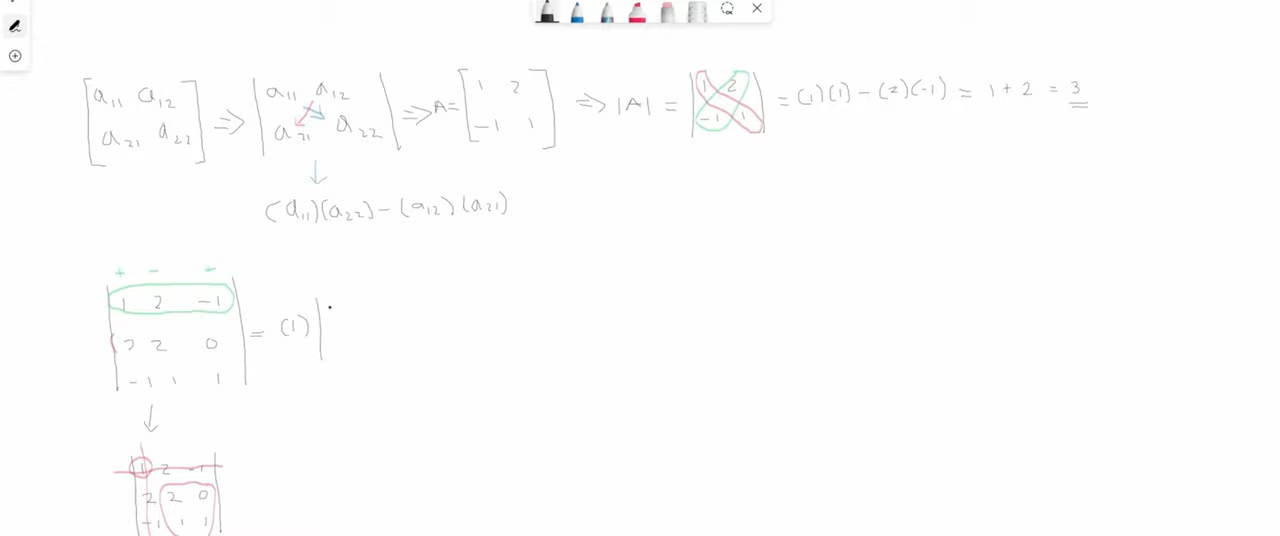 [a₁₁ a₁₂ a₂₁ a₂₂] ⇒ |a₁₁ a₁₂ a₂₁ a₂₂| ⇒ A = [1 2 -1 1] ⇒ |A| = |1 2 -1 1| = (1)(1) - (2)(-1) = 1 + 2 = 3
(a₁₁)(a₂₂) - (a₁₂)(a₂₁)
+ - +
1 2 -1
2 2 0
-1 1 1
= (1) |
1 2 -1
2 2 0
-1 1 1